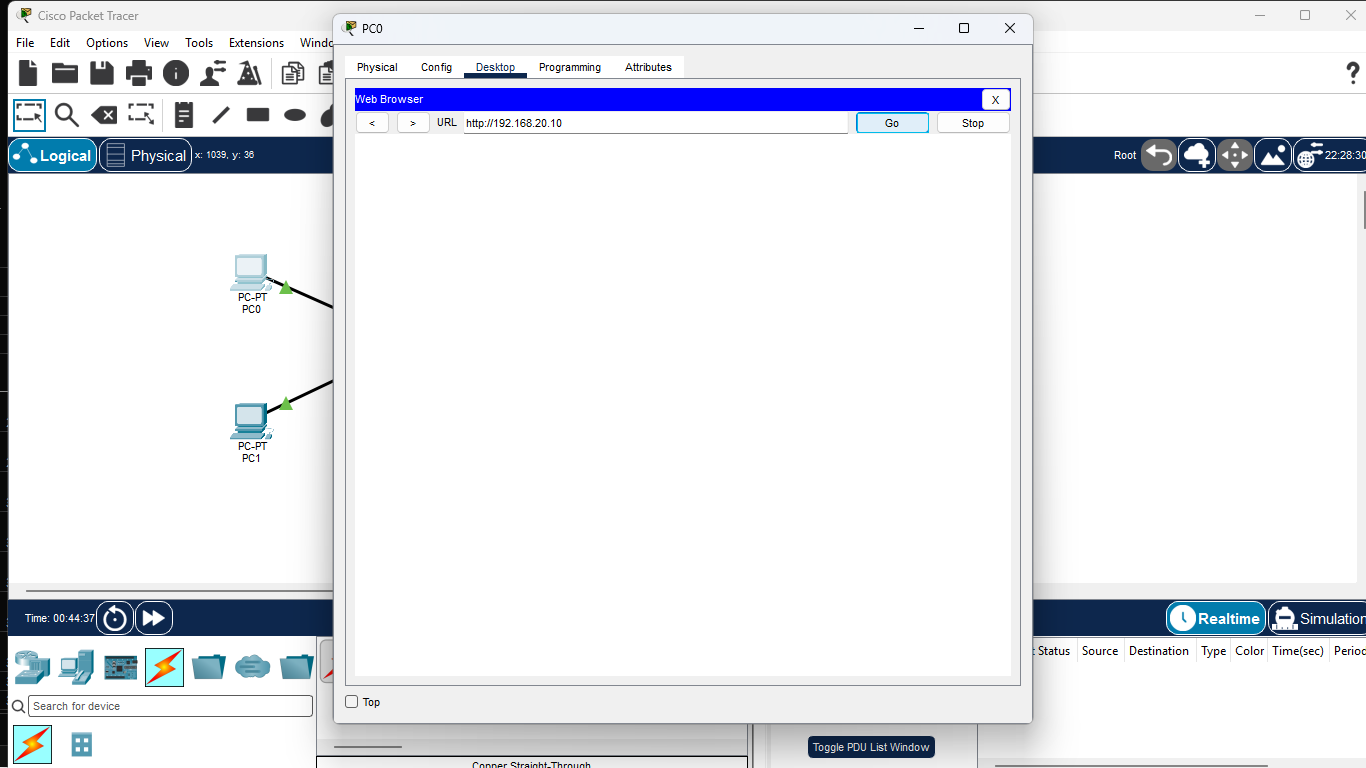 Cisco Packet Tracer
File Edit Options View Tools Extensions Windo
PC0
Physical Config Desktop Programming Attributes
Web Browser
X
< > URL http://192.168.20.10 Go Stop
Logical Physical x: 1039, y: 36
Root 22:28:30
PC-PT
PC0
PC-PT
PC1
Time: 00:44:37
Realtime Simulation
Status Source Destination Type Color Time(sec) Period
Search for device
Top
Toggle PDU List Window
Copper Straight-Through
?